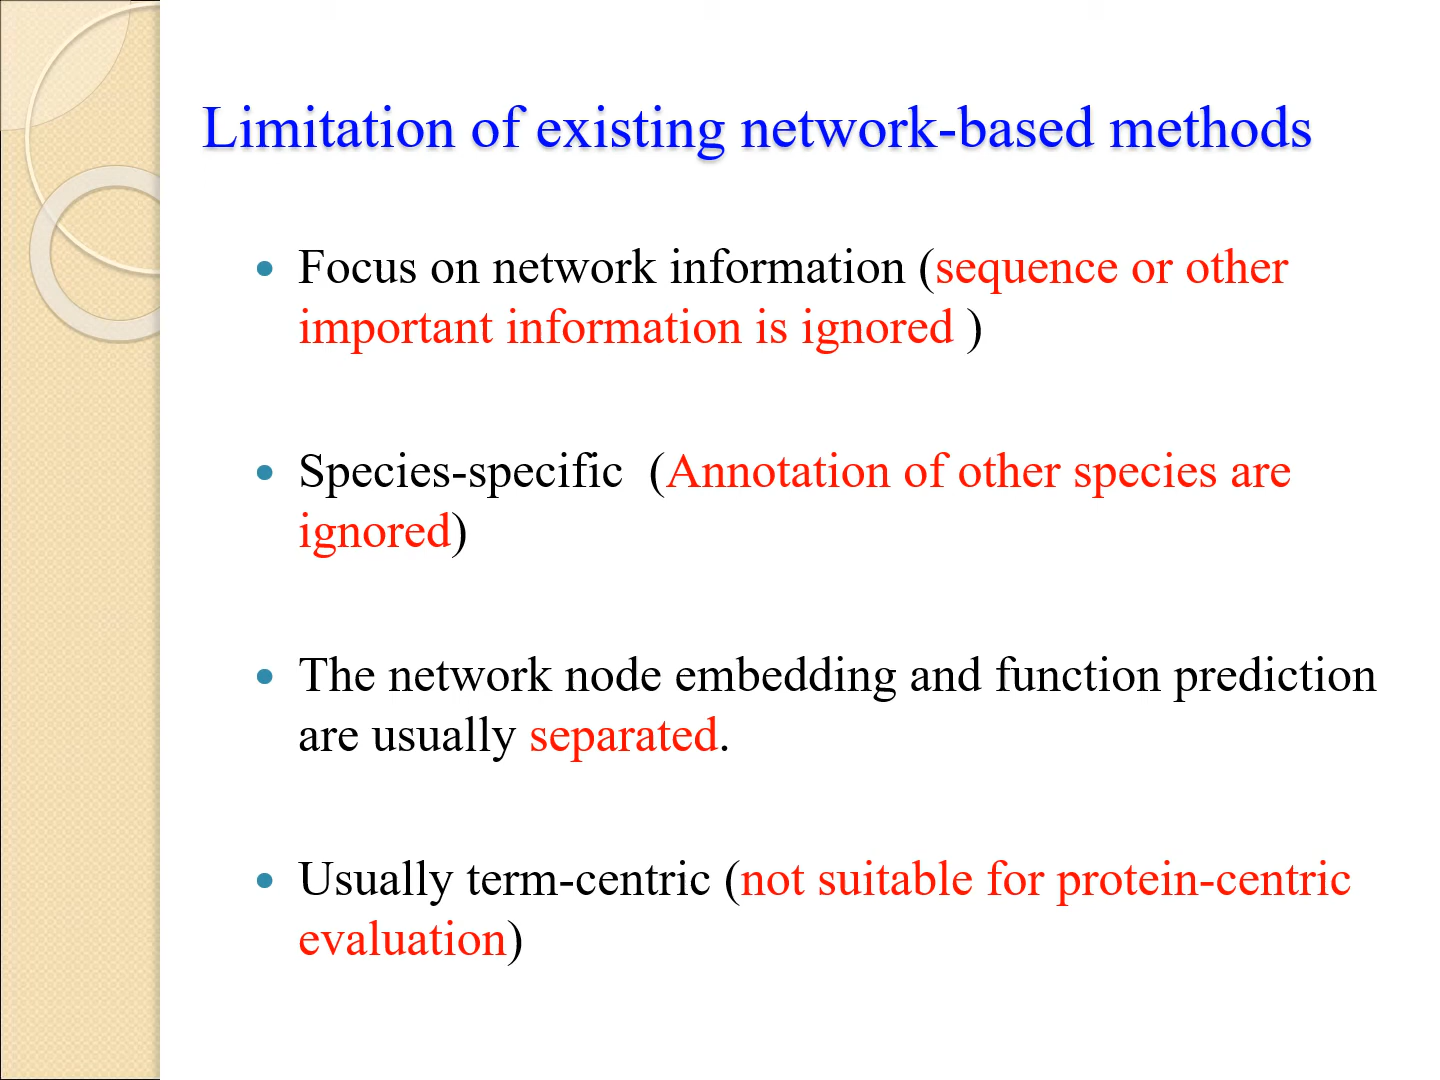 Limitation of existing network-based methods
• Focus on network information (sequence or other
important information is ignored )
• Species-specific  (Annotation of other species are
ignored)
• The network node embedding and function prediction
are usually separated.
• Usually term-centric (not suitable for protein-centric
evaluation)